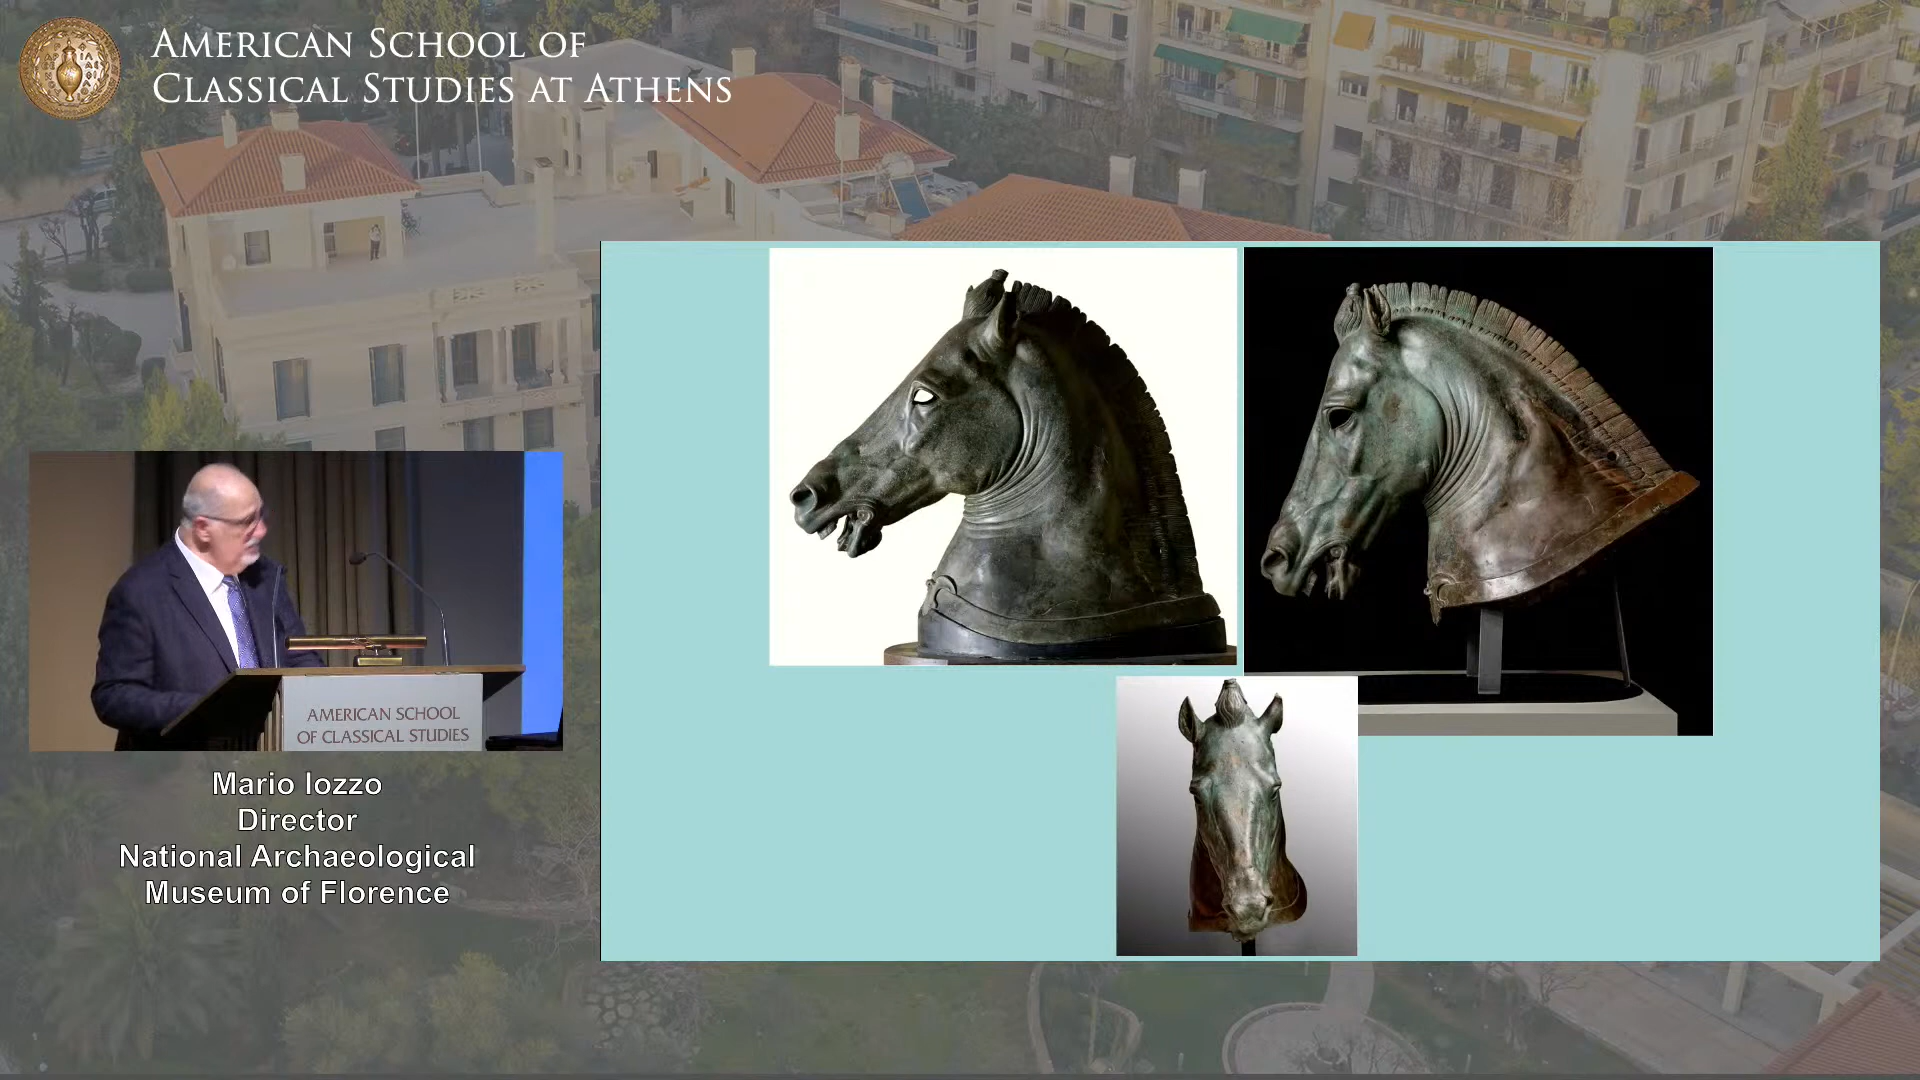 AMERICAN SCHOOL OF
CLASSICAL STUDIES AT ATHENS
AMERICAN SCHOOL
OF CLASSICAL STUDIES
Mario Iozzo
Director
National Archaeological
Museum of Florence